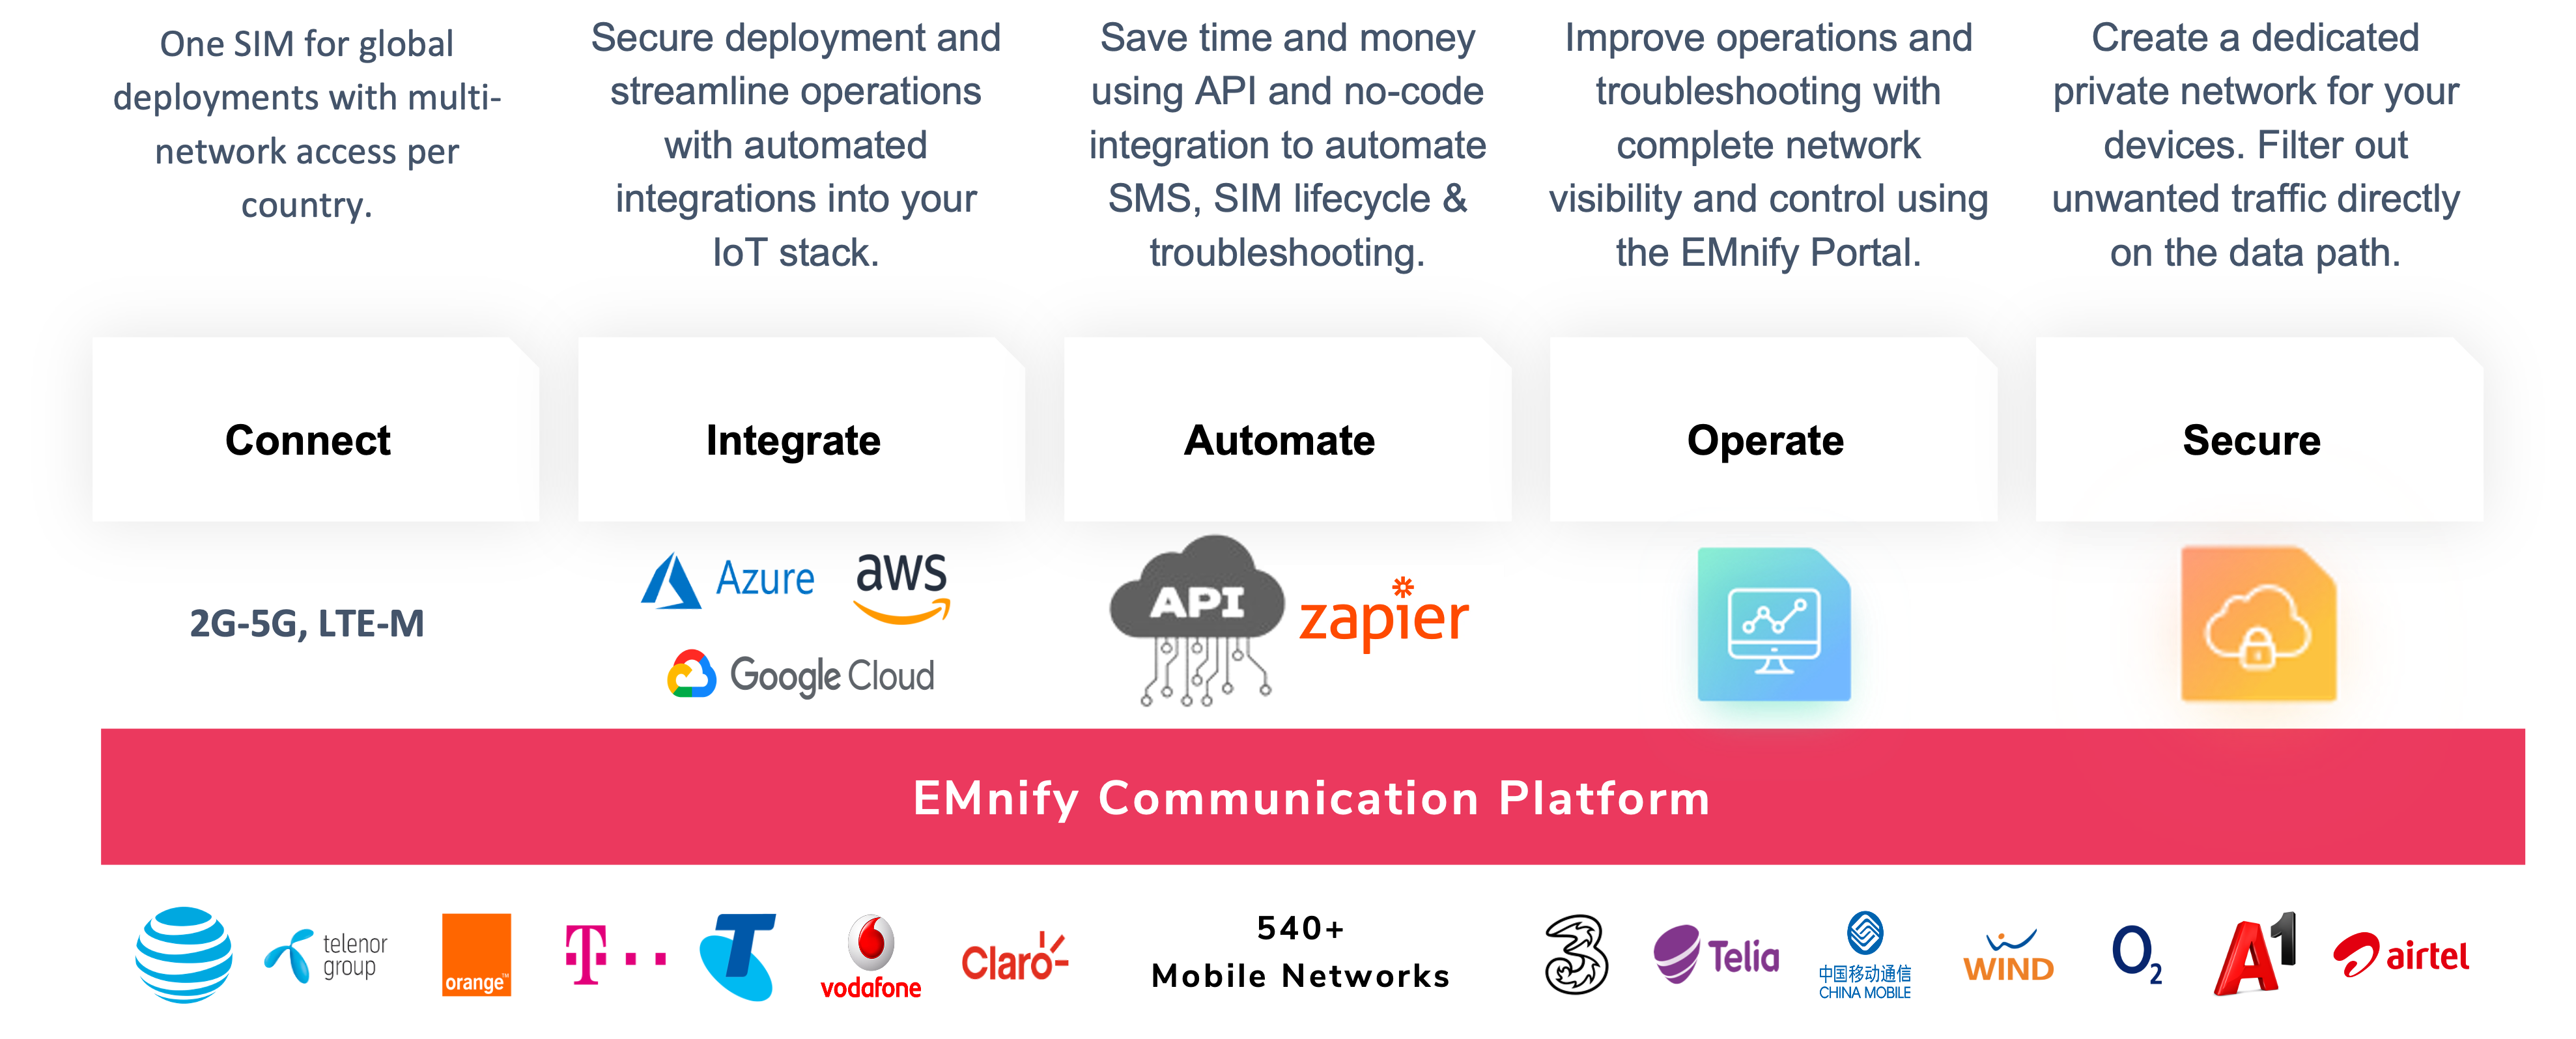 One SIM for global
deployments with multi-
network access per
country.
Secure deployment and
streamline operations
with automated
integrations into your
IoT stack.
Save time and money
using API and no-code
integration to automate
SMS, SIM lifecycle &
troubleshooting.
Improve operations and
troubleshooting with
complete network
visibility and control using
the EMnify Portal.
Create a dedicated
private network for your
devices. Filter out
unwanted traffic directly
on the data path.
Connect
Integrate
Automate
Operate
Secure
2G-5G, LTE-M
Azure
aws
Google Cloud
API
zapier
EMnify Communication Platform
telenor
group
orange™
T
T
vodafone
Claro
540+
Mobile Networks
3
Telia
中国移动通信
CHINA MOBILE
WIND
O2
A1
airtel